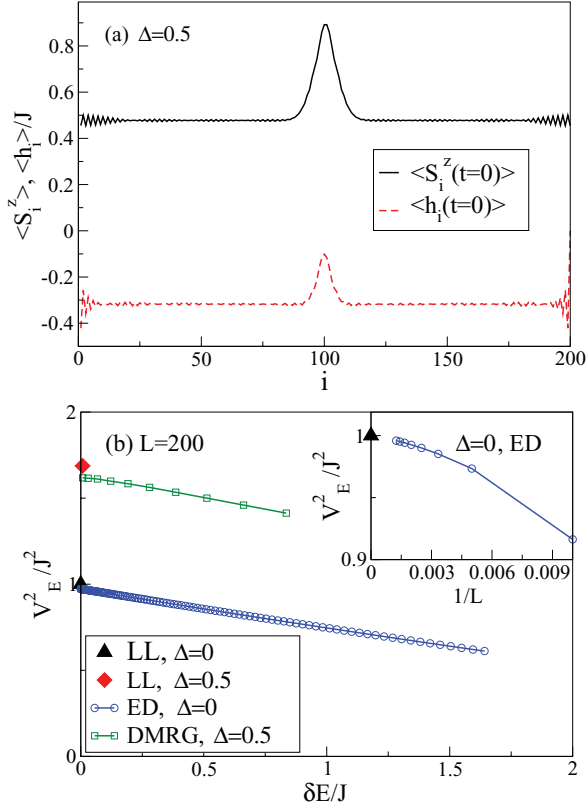 (a) Δ=0.5
<S_i^z>, <h_i>/J
0.8
0.6
0.4
0.2
0
-0.2
-0.4
<S_i^z(t=0)>
<h_i(t=0)>
0 50 100 150 200
i
(b) L=200
V_E^2/J^2
2
1
0
LL, Δ=0
LL, Δ=0.5
ED, Δ=0
DMRG, Δ=0.5
0 0.5 1 1.5 2
δE/J
Δ=0, ED
V_E^2/J^2
1
0.9
0 0.003 0.006 0.009
1/L